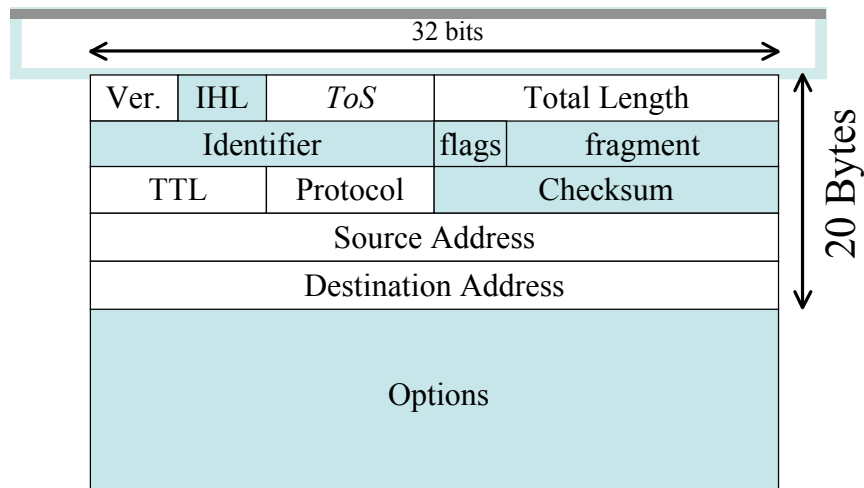 32 bits
Ver. IHL ToS Total Length
Identifier flags fragment
TTL Protocol Checksum
Source Address
Destination Address
Options
20 Bytes